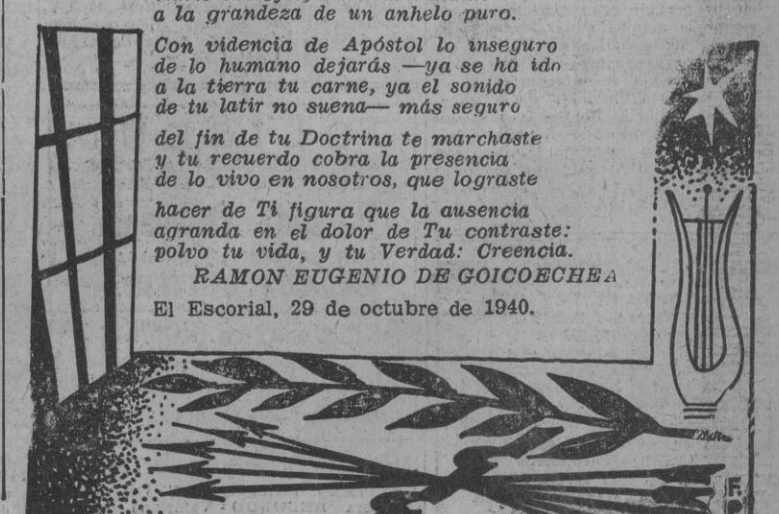 a la grandeza de un anhelo puro.
Con videncia de Apóstol lo inseguro
de lo humano dejarás —ya se ha ido
a la tierra tu carne, ya el sonido
de tu latir no suena— más seguro
del fin de tu Doctrina te marchaste
y tu recuerdo cobra la presencia
de lo vivo en nosotros, que lograste
hacer de Ti figura que la ausencia
agranda en el dolor de Tu contraste:
polvo tu vida, y tu Verdad: Creencia.
RAMON EUGENIO DE GOICOECHEA
El Escorial, 29 de octubre de 1940.